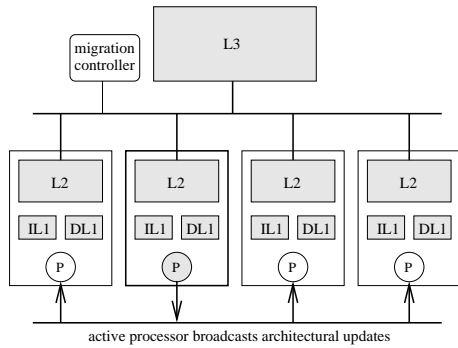 L3
migration
controller
L2
L2
L2
L2
IL1 DL1
IL1 DL1
IL1 DL1
IL1 DL1
P
P
P
P
active processor broadcasts architectural updates